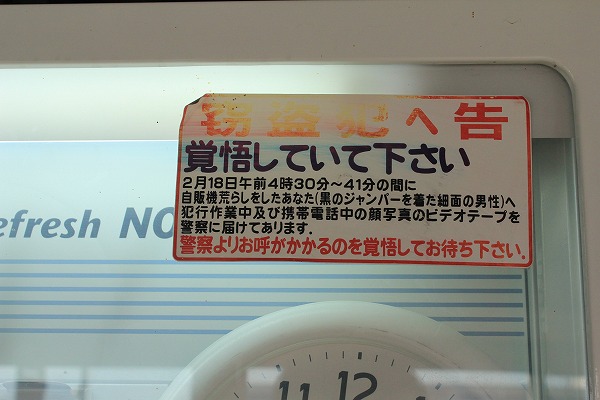 窃盗犯へ告
覚悟していて下さい
2月18日午前4時30分〜41分の間に
自販機荒らしをしたあなた(黒のジャンパーを着た細面の男性)へ
犯行作業中及び携帯電話中の顔写真のビデオテープを
警察に届けてあります.
警察よりお呼がかかるのを覚悟してお待ち下さい.
efresh NO
11 12